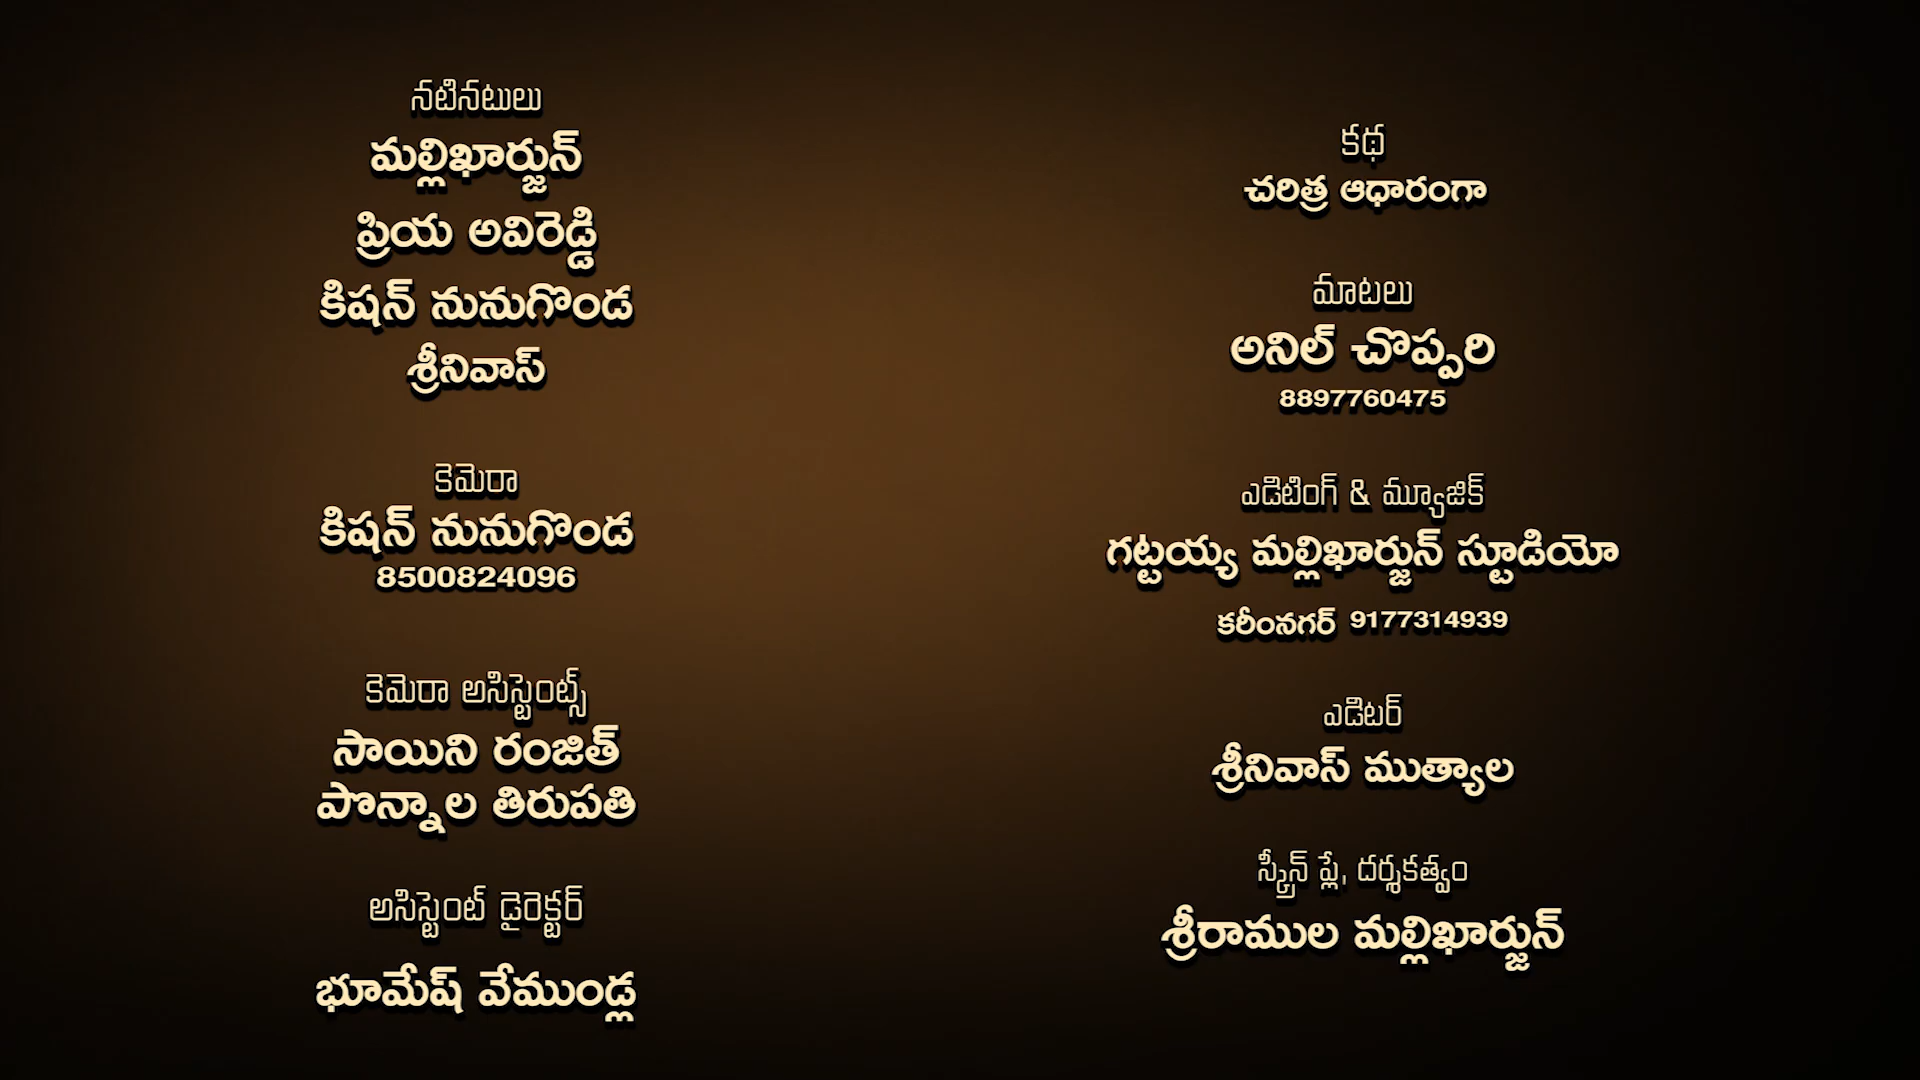 నటినటులు
మల్లిఖార్జున్
ప్రియ అవిరెడ్డి
కిషన్ నునుగొండ
శ్రీనివాస్
కెమెరా
కిషన్ నునుగొండ
8500824096
కెమెరా అసిస్టెంట్స్
సాయిని రంజిత్
పొన్నాల తిరుపతి
అసిస్టెంట్ డైరెక్టర్
భూమేష్ వేముండ్ల
కథ
చరిత్ర ఆధారంగా
మాటలు
అనిల్ చొప్పరి
8897760475
ఎడిటింగ్ & మ్యూజిక్
గట్టయ్య మల్లిఖార్జున్ స్టూడియో
కరీంనగర్ 9177314939
ఎడిటర్
శ్రీనివాస్ ముత్యాల
స్క్రీన్ ప్లే, దర్శకత్వం
శ్రీరాముల మల్లిఖార్జున్